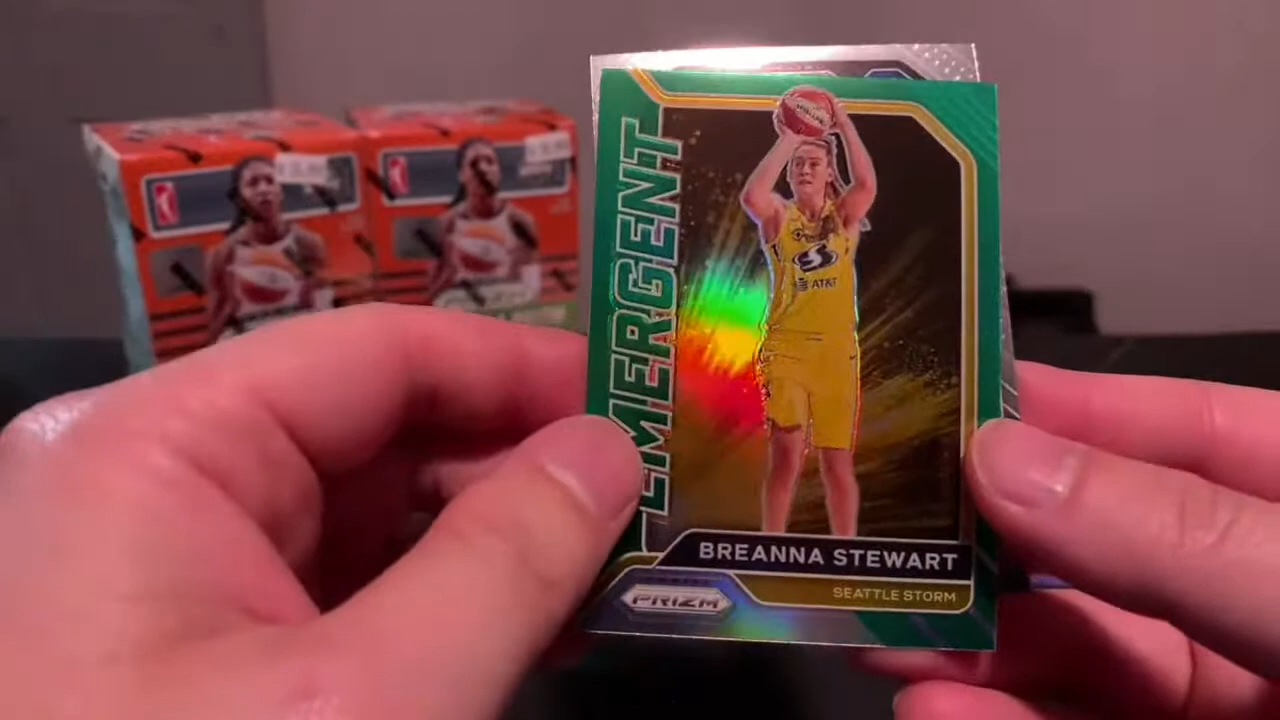 EMERGENT
AT&T
BREANNA STEWART
SEATTLE STORM
PRIZM